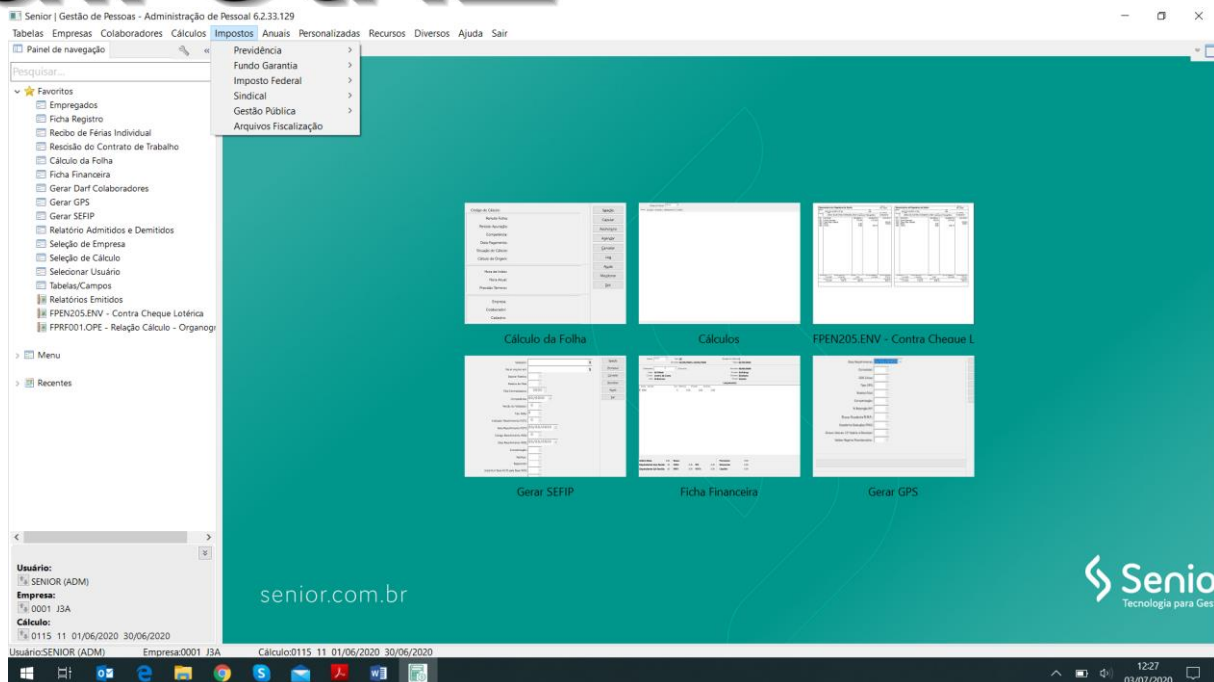 Senior | Gestão de Pessoas - Administração de Pessoal 6.2.33.129
Tabelas Empresas Colaboradores Cálculos Impostos Anuais Personalizadas Recursos Diversos Ajuda Sair
Painel de navegação
Pesquisar...
Favoritos
Empregados
Ficha Registro
Recibo de Férias Individual
Rescisão do Contrato de Trabalho
Cálculo da Folha
Ficha Financeira
Gerar Darf Colaboradores
Gerar GPS
Gerar SEFIP
Relatório Admitidos e Demitidos
Seleção de Empresa
Seleção de Cálculo
Selecionar Usuário
Tabelas/Campos
Relatórios Emitidos
FPEN205.ENV - Contra Cheque Lotérica
FPRF001.OPE - Relação Cálculo - Organogr
Menu
Recentes
Previdência
Fundo Garantia
Imposto Federal
Sindical
Gestão Pública
Arquivos Fiscalização
Cálculo da Folha
Cálculos
FPEN205.ENV - Contra Cheque L
Gerar SEFIP
Ficha Financeira
Gerar GPS
Usuário:
SENIOR (ADM)
Empresa:
0001 J3A
Cálculo:
0115 11 01/06/2020 30/06/2020
senior.com.br
Senio
Tecnologia para Ges
Usuário:SENIOR (ADM) Empresa:0001 J3A Cálculo:0115 11 01/06/2020 30/06/2020
12:27
03/07/2020